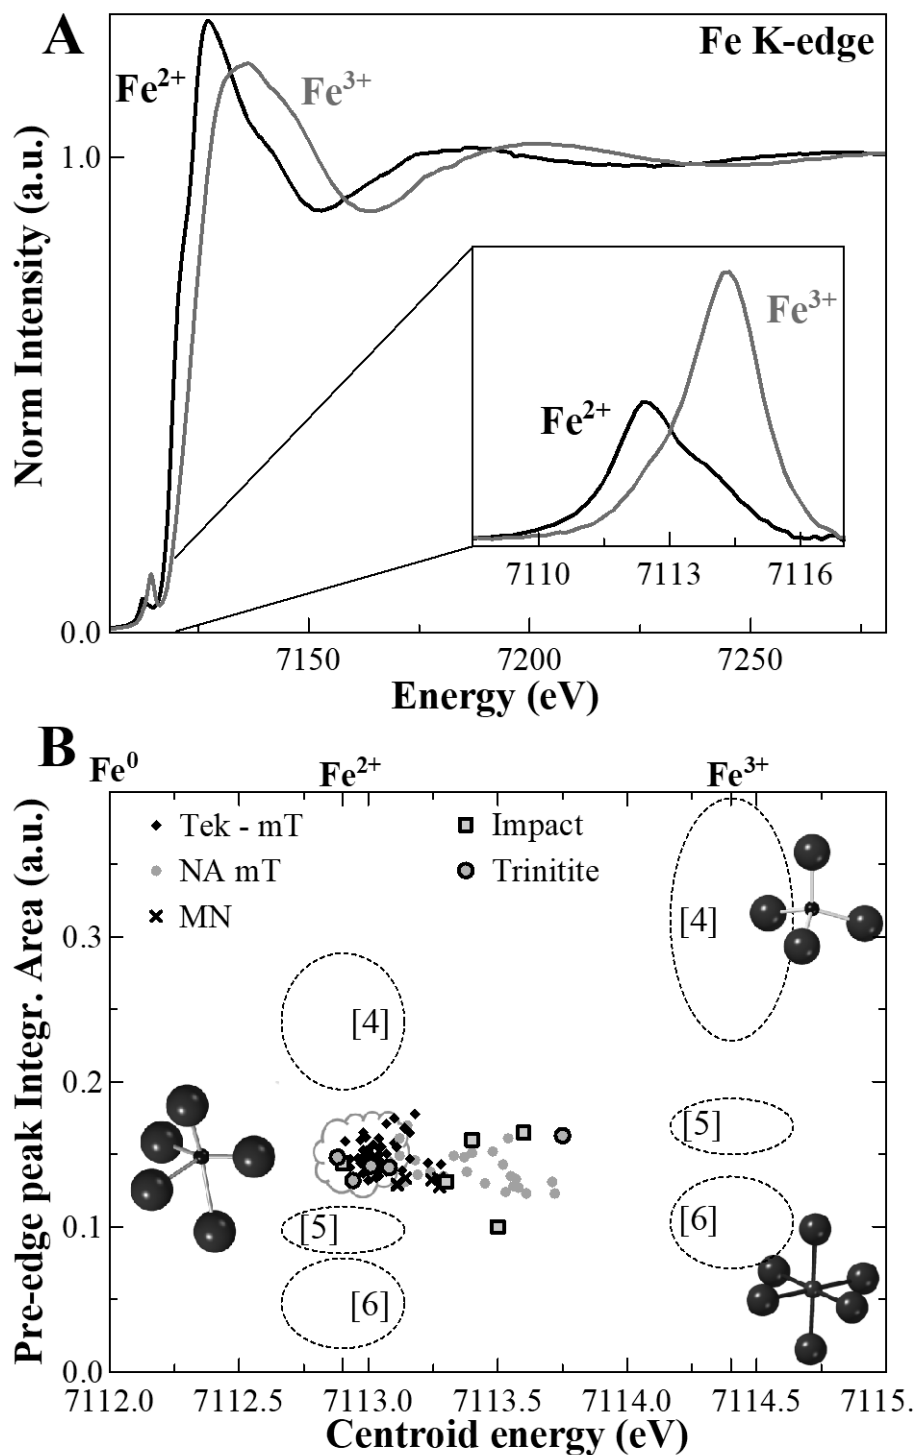 A
Fe K-edge
Fe2+
Fe3+
1.0
Norm Intensity (a.u.)
Fe3+
Fe2+
7110 7113 7116
0.0
7150 7200 7250
Energy (eV)
B
Fe0 Fe2+ Fe3+
Tek - mT Impact
NA mT Trinitite
MN
Pre-edge peak Integr. Area (a.u.)
0.3
[4]
[4]
0.2
[5]
0.1
[5]
[6]
[6]
0.0
7112.0 7112.5 7113.0 7113.5 7114.0 7114.5 7115.
Centroid energy (eV)